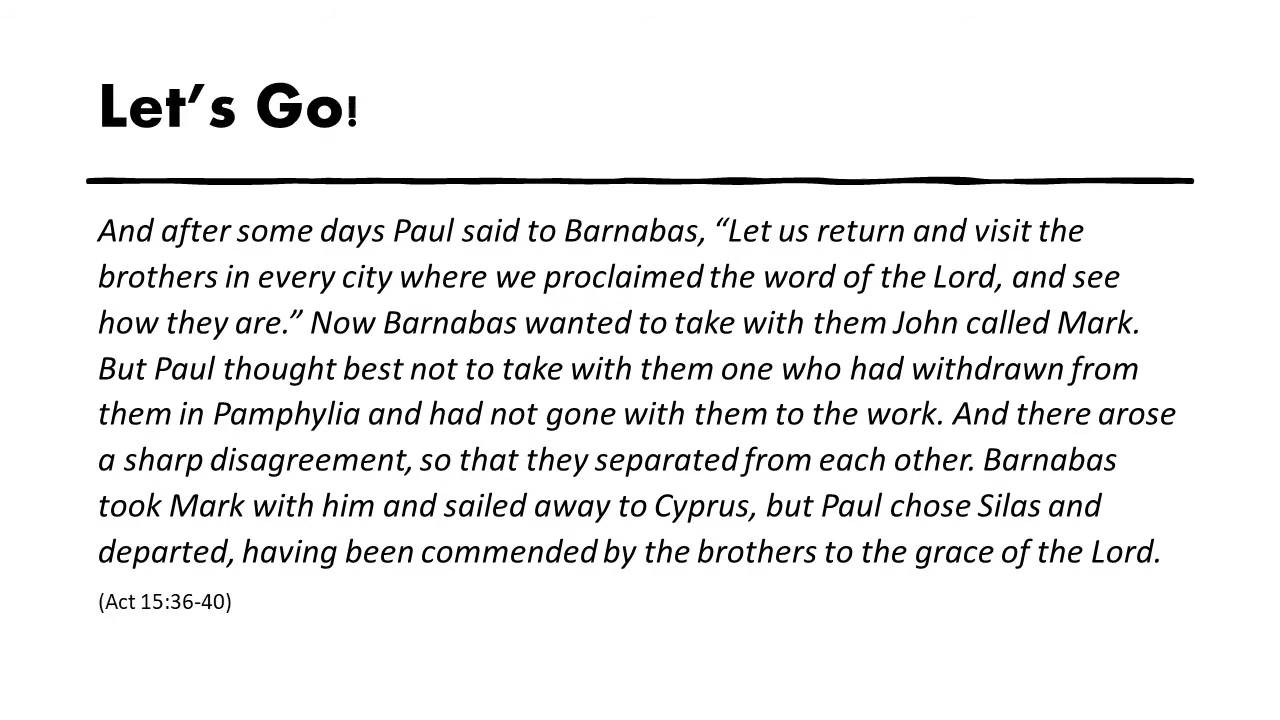 Let’s Go!
And after some days Paul said to Barnabas, “Let us return and visit the
brothers in every city where we proclaimed the word of the Lord, and see
how they are.” Now Barnabas wanted to take with them John called Mark.
But Paul thought best not to take with them one who had withdrawn from
them in Pamphylia and had not gone with them to the work. And there arose
a sharp disagreement, so that they separated from each other. Barnabas
took Mark with him and sailed away to Cyprus, but Paul chose Silas and
departed, having been commended by the brothers to the grace of the Lord.
(Act 15:36-40)